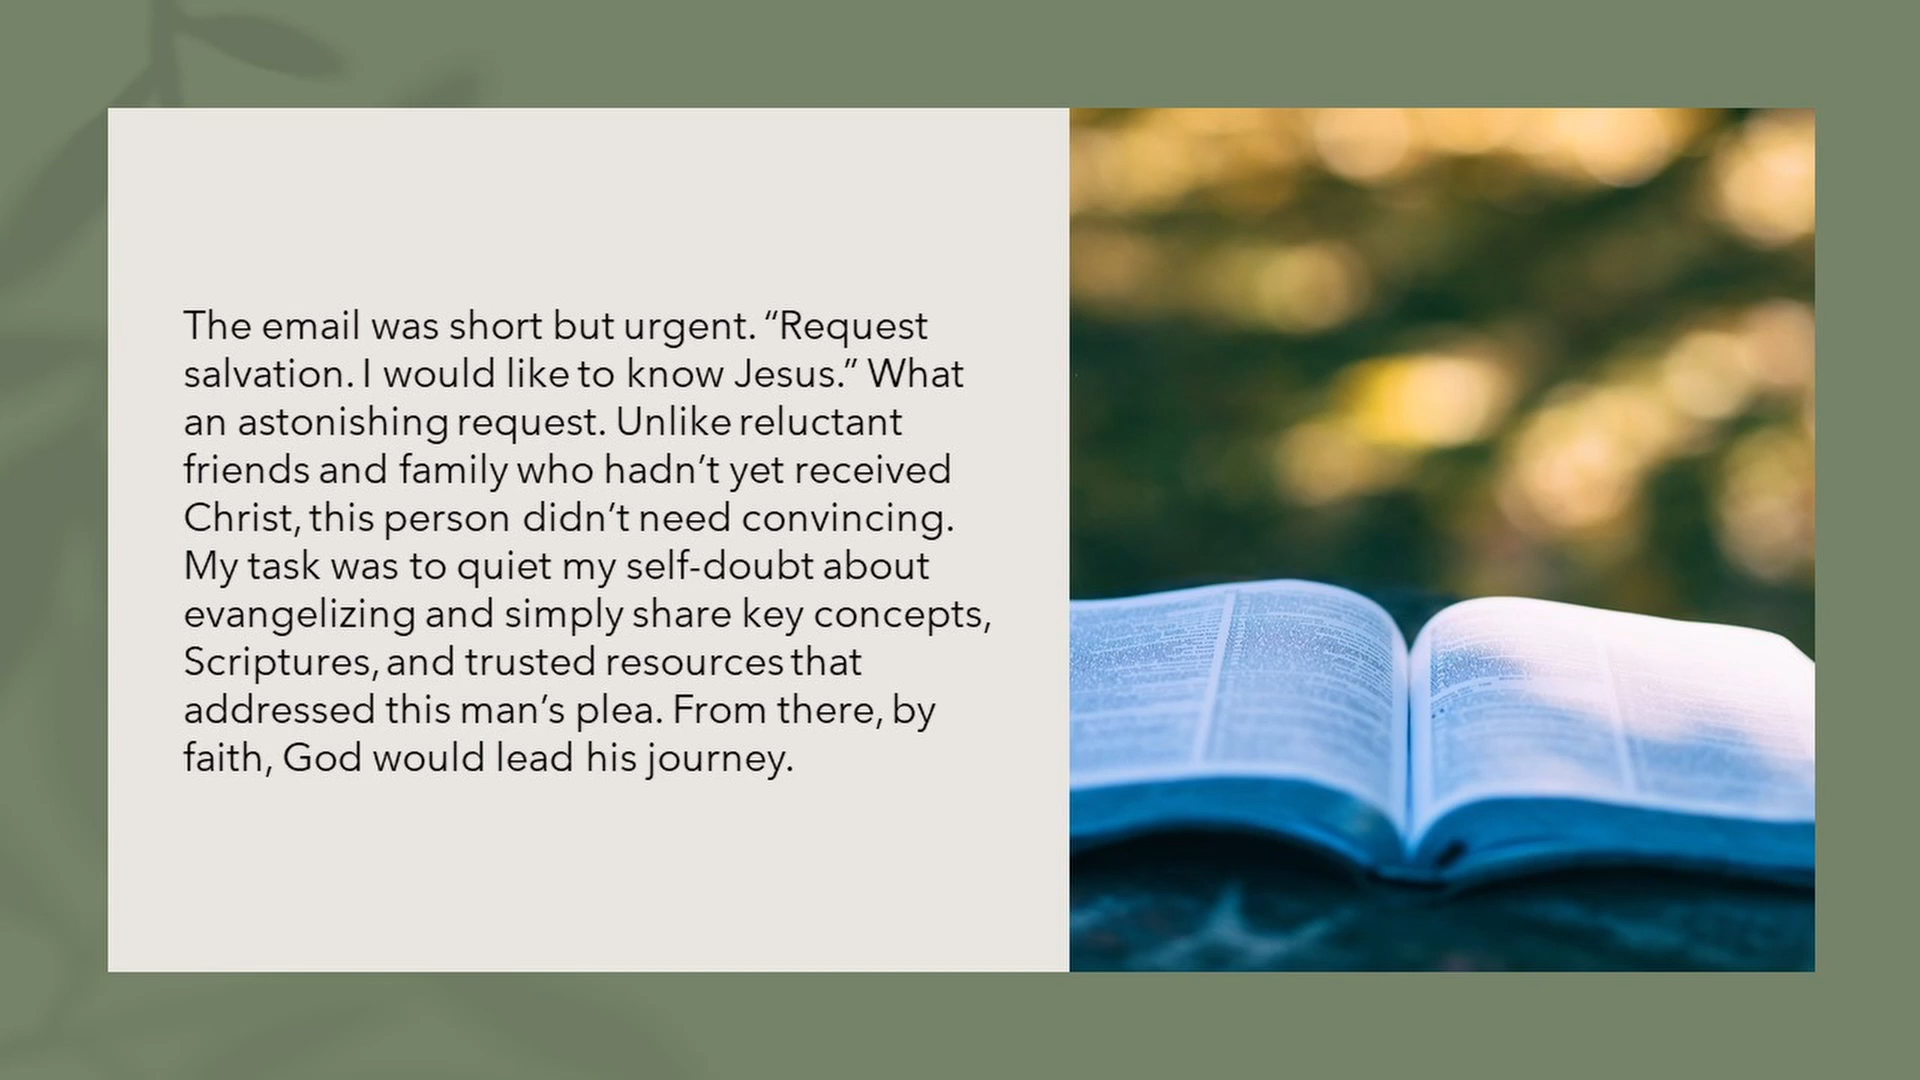 The email was short but urgent. “Request
salvation. I would like to know Jesus.” What
an astonishing request. Unlike reluctant
friends and family who hadn’t yet received
Christ, this person didn’t need convincing.
My task was to quiet my self-doubt about
evangelizing and simply share key concepts,
Scriptures, and trusted resources that
addressed this man’s plea. From there, by
faith, God would lead his journey.